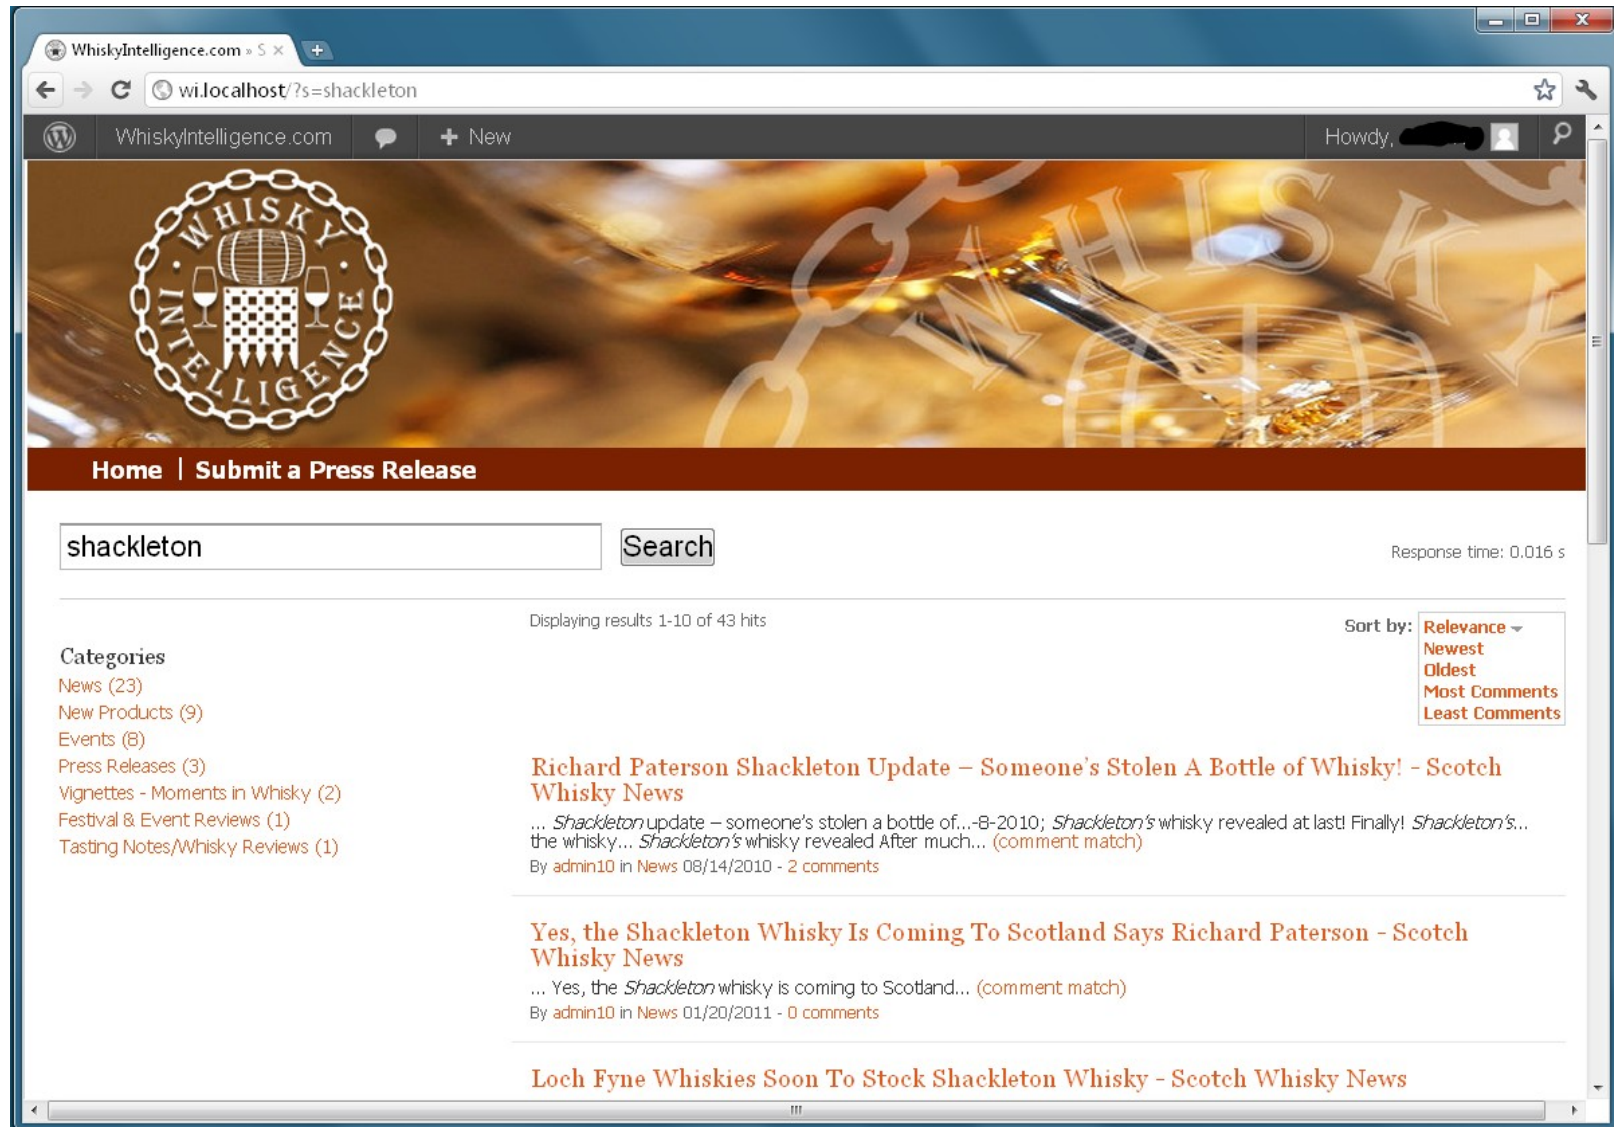 WhiskyIntelligence.com » S
wi.localhost/?s=shackleton
WhiskyIntelligence.com
New
Howdy,
WHISKY
INTELLIGENCE
WHISKY
Home | Submit a Press Release
shackleton
Search
Response time: 0.016 s
Displaying results 1-10 of 43 hits
Sort by:
Relevance
Newest
Oldest
Most Comments
Least Comments
Categories
News (23)
New Products (9)
Events (8)
Press Releases (3)
Vignettes - Moments in Whisky (2)
Festival & Event Reviews (1)
Tasting Notes/Whisky Reviews (1)
Richard Paterson Shackleton Update – Someone's Stolen A Bottle of Whisky! - Scotch
Whisky News
... Shackleton update – someone's stolen a bottle of...-8-2010; Shackleton's whisky revealed at last! Finally! Shackleton's...
the whisky... Shackleton's whisky revealed After much... (comment match)
By admin10 in News 08/14/2010 - 2 comments
Yes, the Shackleton Whisky Is Coming To Scotland Says Richard Paterson - Scotch
Whisky News
... Yes, the Shackleton whisky is coming to Scotland... (comment match)
By admin10 in News 01/20/2011 - 0 comments
Loch Fyne Whiskies Soon To Stock Shackleton Whisky - Scotch Whisky News